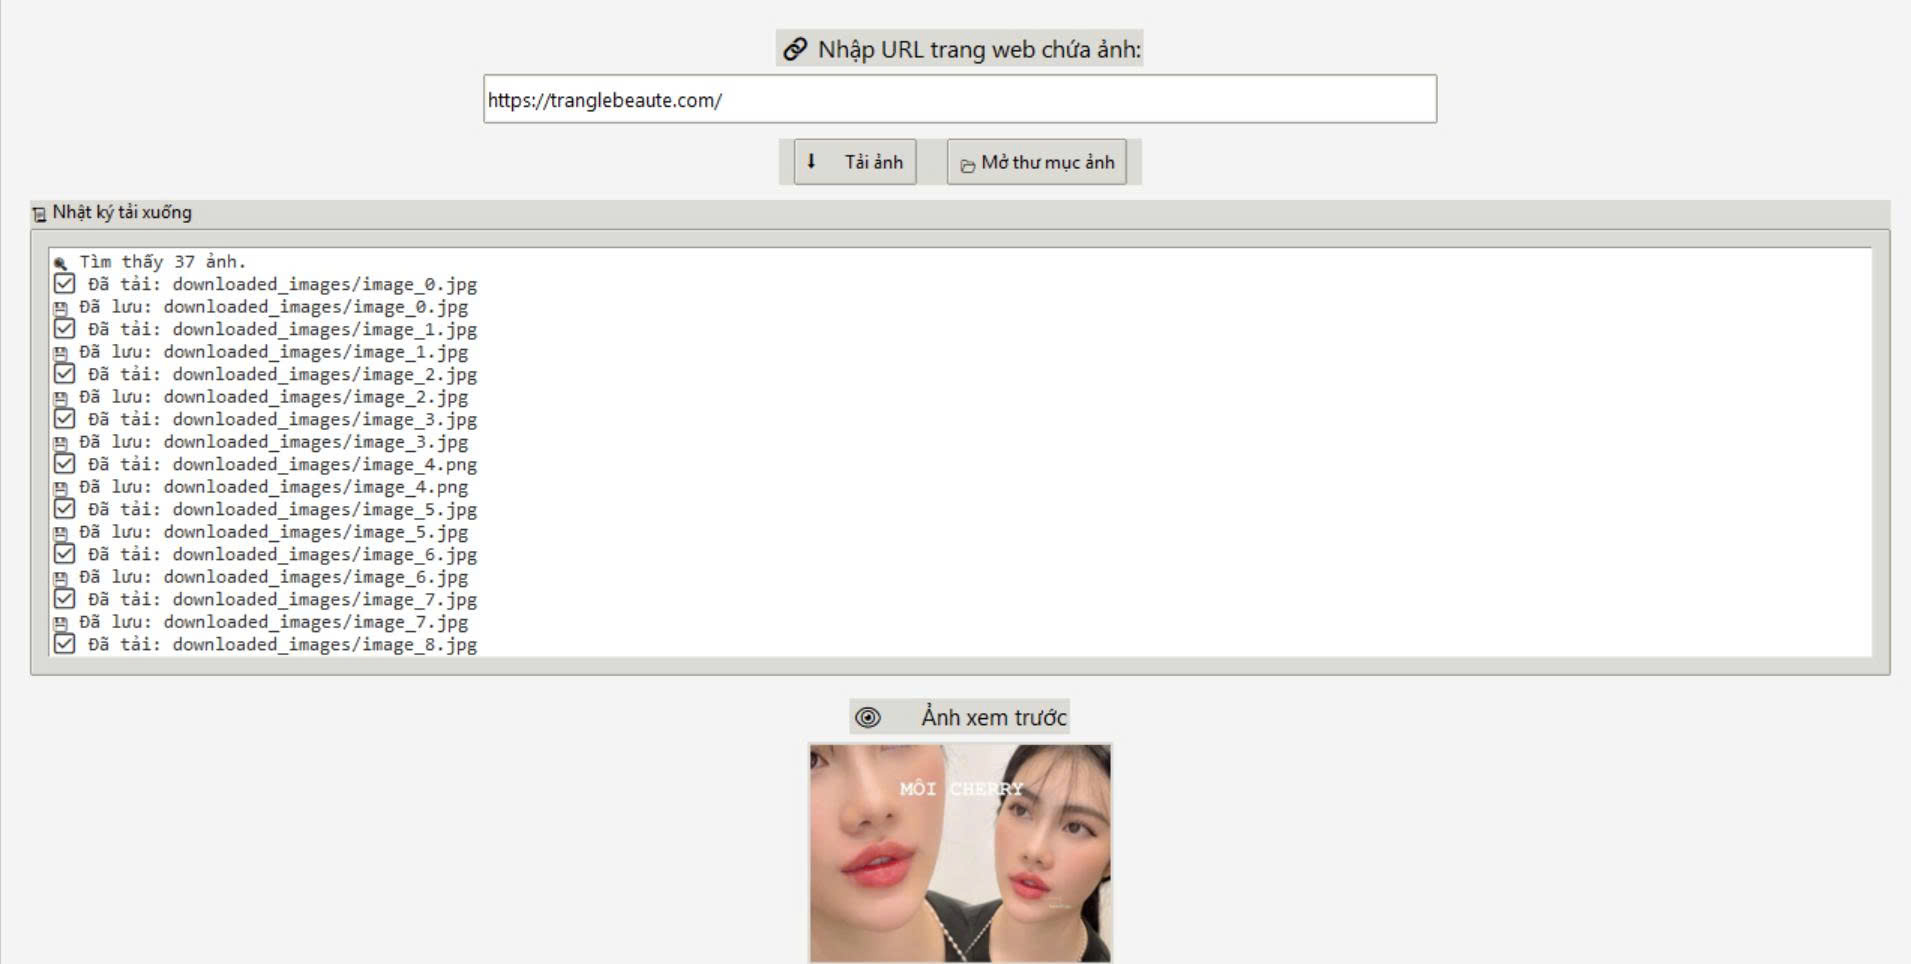 Nhập URL trang web chứa ảnh:
https://tranglebeaute.com/
Tải ảnh
Mở thư mục ảnh
Nhật ký tải xuống
Tìm thấy 37 ảnh.
Đã tải: downloaded_images/image_0.jpg
Đã lưu: downloaded_images/image_0.jpg
Đã tải: downloaded_images/image_1.jpg
Đã lưu: downloaded_images/image_1.jpg
Đã tải: downloaded_images/image_2.jpg
Đã lưu: downloaded_images/image_2.jpg
Đã tải: downloaded_images/image_3.jpg
Đã lưu: downloaded_images/image_3.jpg
Đã tải: downloaded_images/image_4.png
Đã lưu: downloaded_images/image_4.png
Đã tải: downloaded_images/image_5.jpg
Đã lưu: downloaded_images/image_5.jpg
Đã tải: downloaded_images/image_6.jpg
Đã lưu: downloaded_images/image_6.jpg
Đã tải: downloaded_images/image_7.jpg
Đã lưu: downloaded_images/image_7.jpg
Đã tải: downloaded_images/image_8.jpg
Ảnh xem trước
MÔI CHERRY